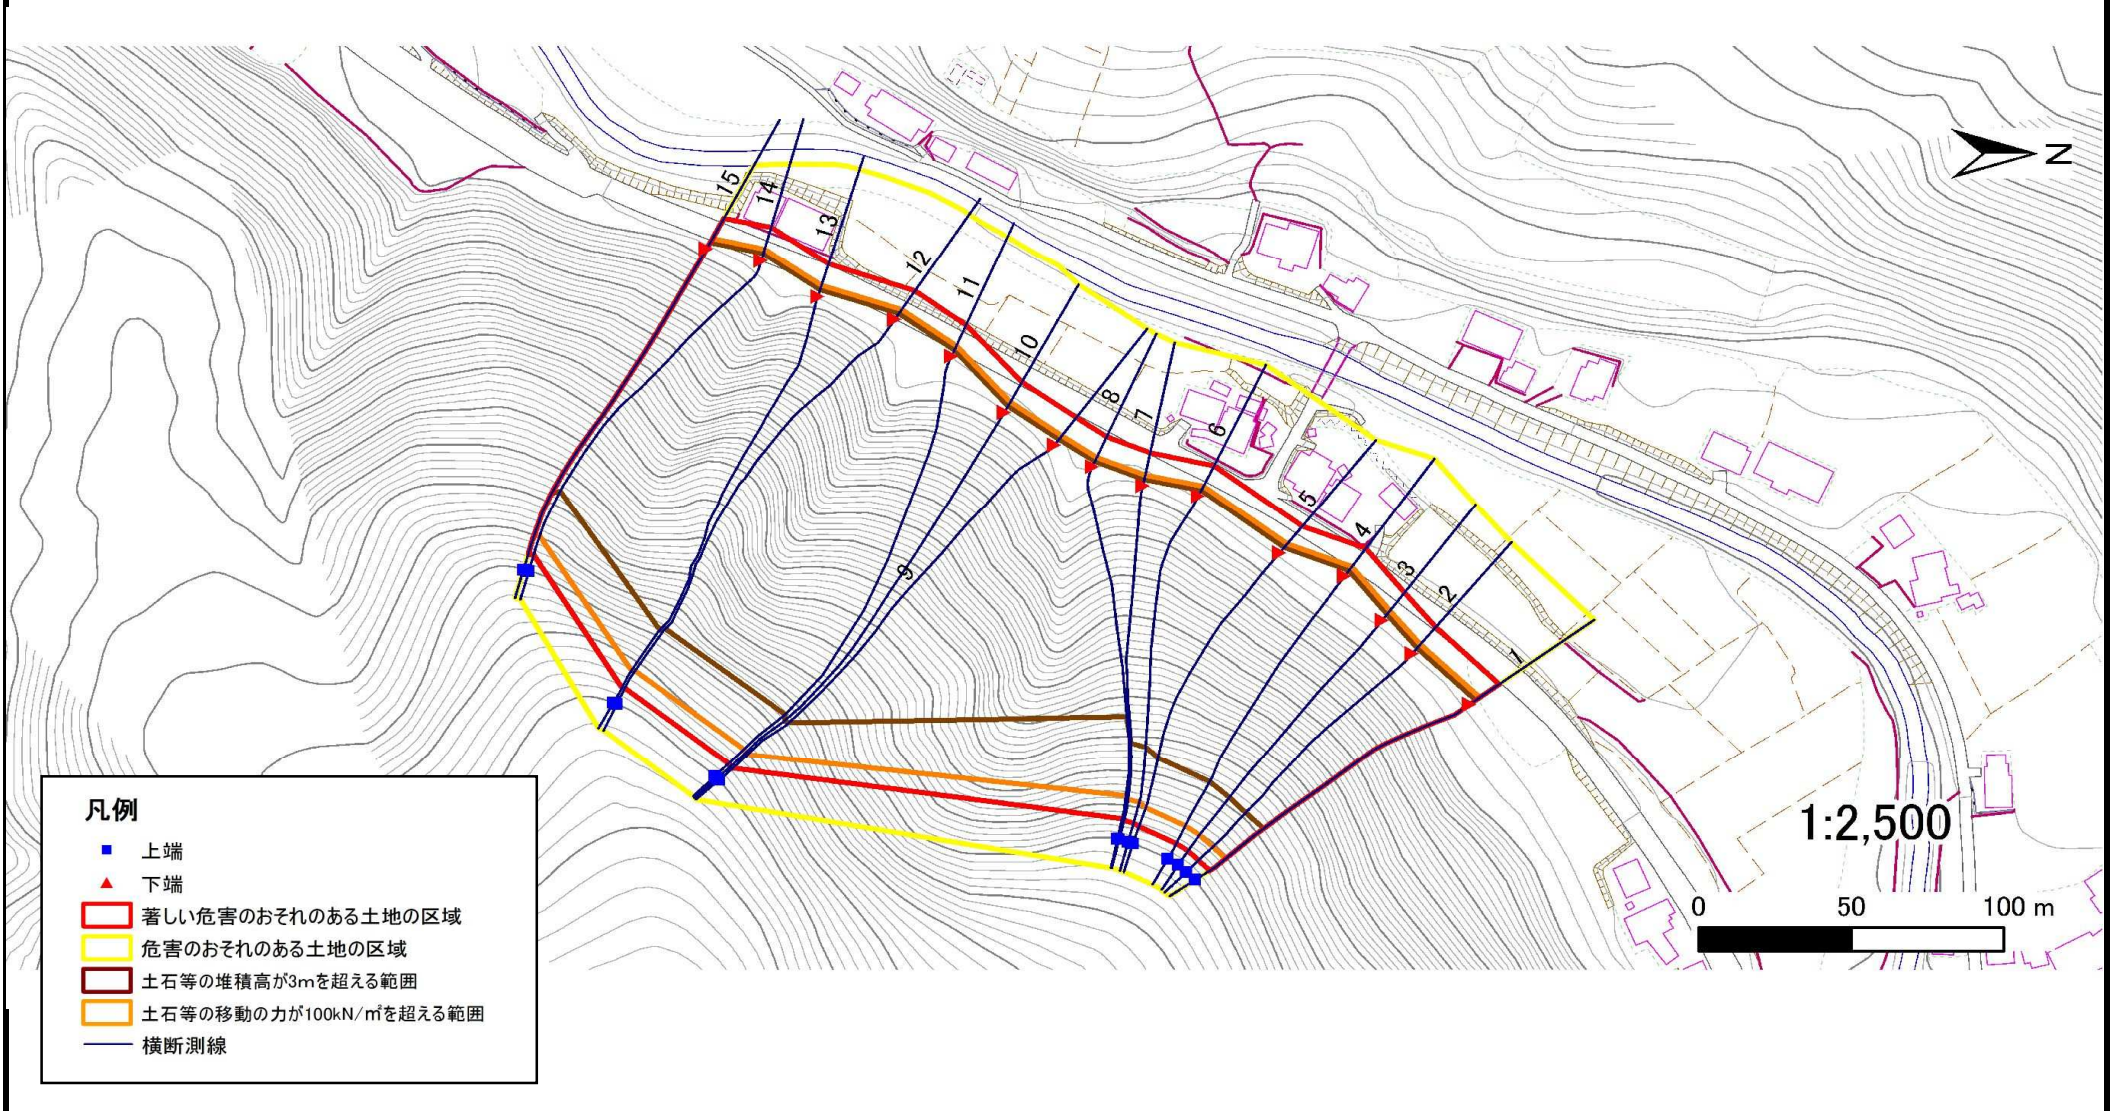 15
14
13
12
11
10
9
8
7
6
5
4
3
2
1
N
凡例
上端
下端
著しい危害のおそれのある土地の区域
危害のおそれのある土地の区域
土石等の堆積高が3mを超える範囲
土石等の移動の力が100kN/㎡を超える範囲
横断測線
1:2,500
0 50 100 m